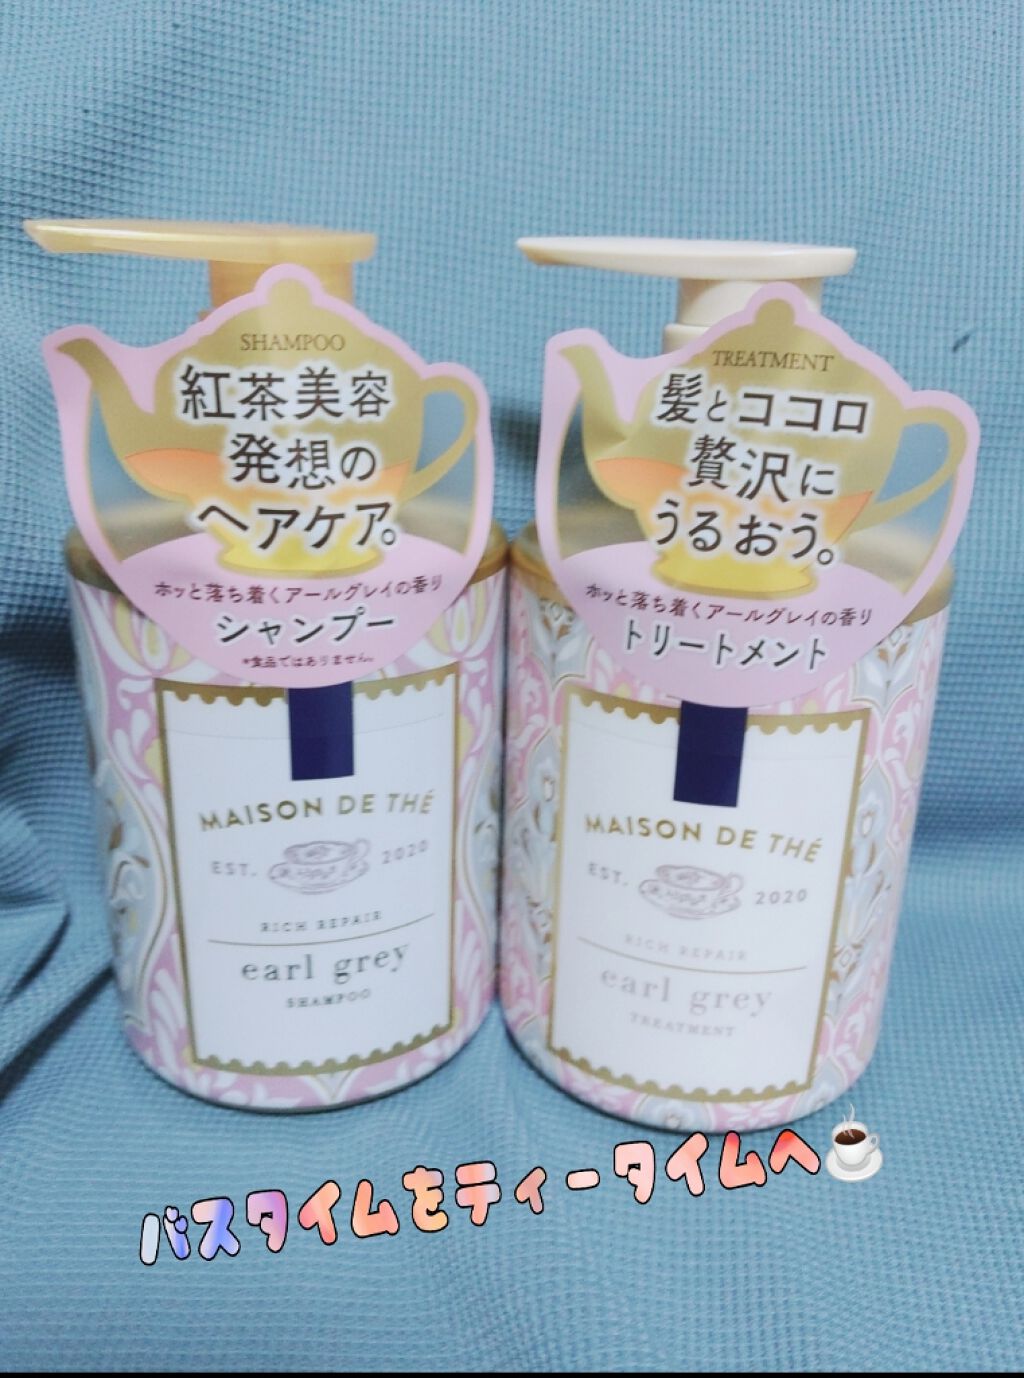 SHAMPOO
紅茶美容
発想の
ヘアケア。
ホッと落ち着くアールグレイの香り
シャンプー
*食品ではありません。
MAISON DE THÉ
EST. 2020
RICH REPAIR
earl grey
SHAMPOO
TREATMENT
髪とココロ
贅沢に
うるおう。
ホッと落ち着くアールグレイの香り
トリートメント
MAISON DE THÉ
EST. 2020
RICH REPAIR
earl grey
TREATMENT
バスタイムをティータイムへ☕